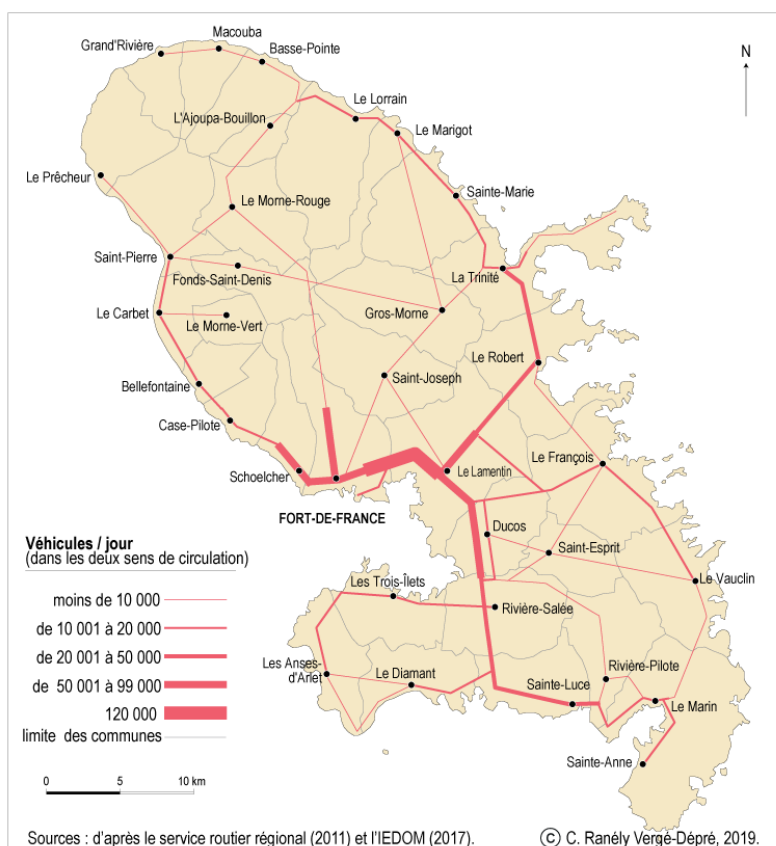 Macouba
Grand'Rivière
Basse-Pointe
N
Le Lorrain
L'Ajoupa-Bouillon
Le Marigot
Le Prêcheur
Sainte-Marie
Le Morne-Rouge
Saint-Pierre
Fonds-Saint-Denis
La Trinité
Le Carbet
Le Morne-Vert
Gros-Morne
Le Robert
Saint-Joseph
Bellefontaine
Case-Pilote
Schoelcher
Le Lamentin
Le François
FORT-DE-FRANCE
Ducos
Saint-Esprit
Le Vauclin
Les Trois-Îlets
Rivière-Salée
Les Anses-
d'Arlet
Le Diamant
Rivière-Pilote
Sainte-Luce
Le Marin
Sainte-Anne
Véhicules / jour
(dans les deux sens de circulation)
moins de 10 000
de 10 001 à 20 000
de 20 001 à 50 000
de 50 001 à 99 000
120 000
limite des communes
0 5 10 km
Sources : d'après le service routier régional (2011) et l'IEDOM (2017).
© C. Ranély Vergé-Dépré, 2019.